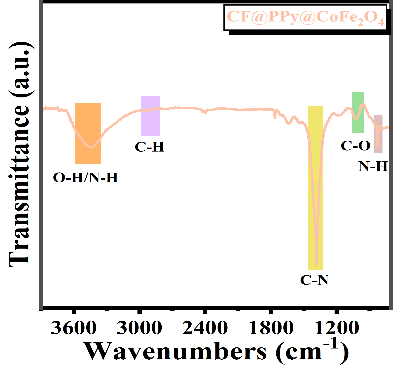 CF@PPy@CoFe₂O₄
Transmittance (a.u.)
O-H/N-H
C-H
C-N
C-O
N-H
3600 3000 2400 1800 1200
Wavenumbers (cm⁻¹)